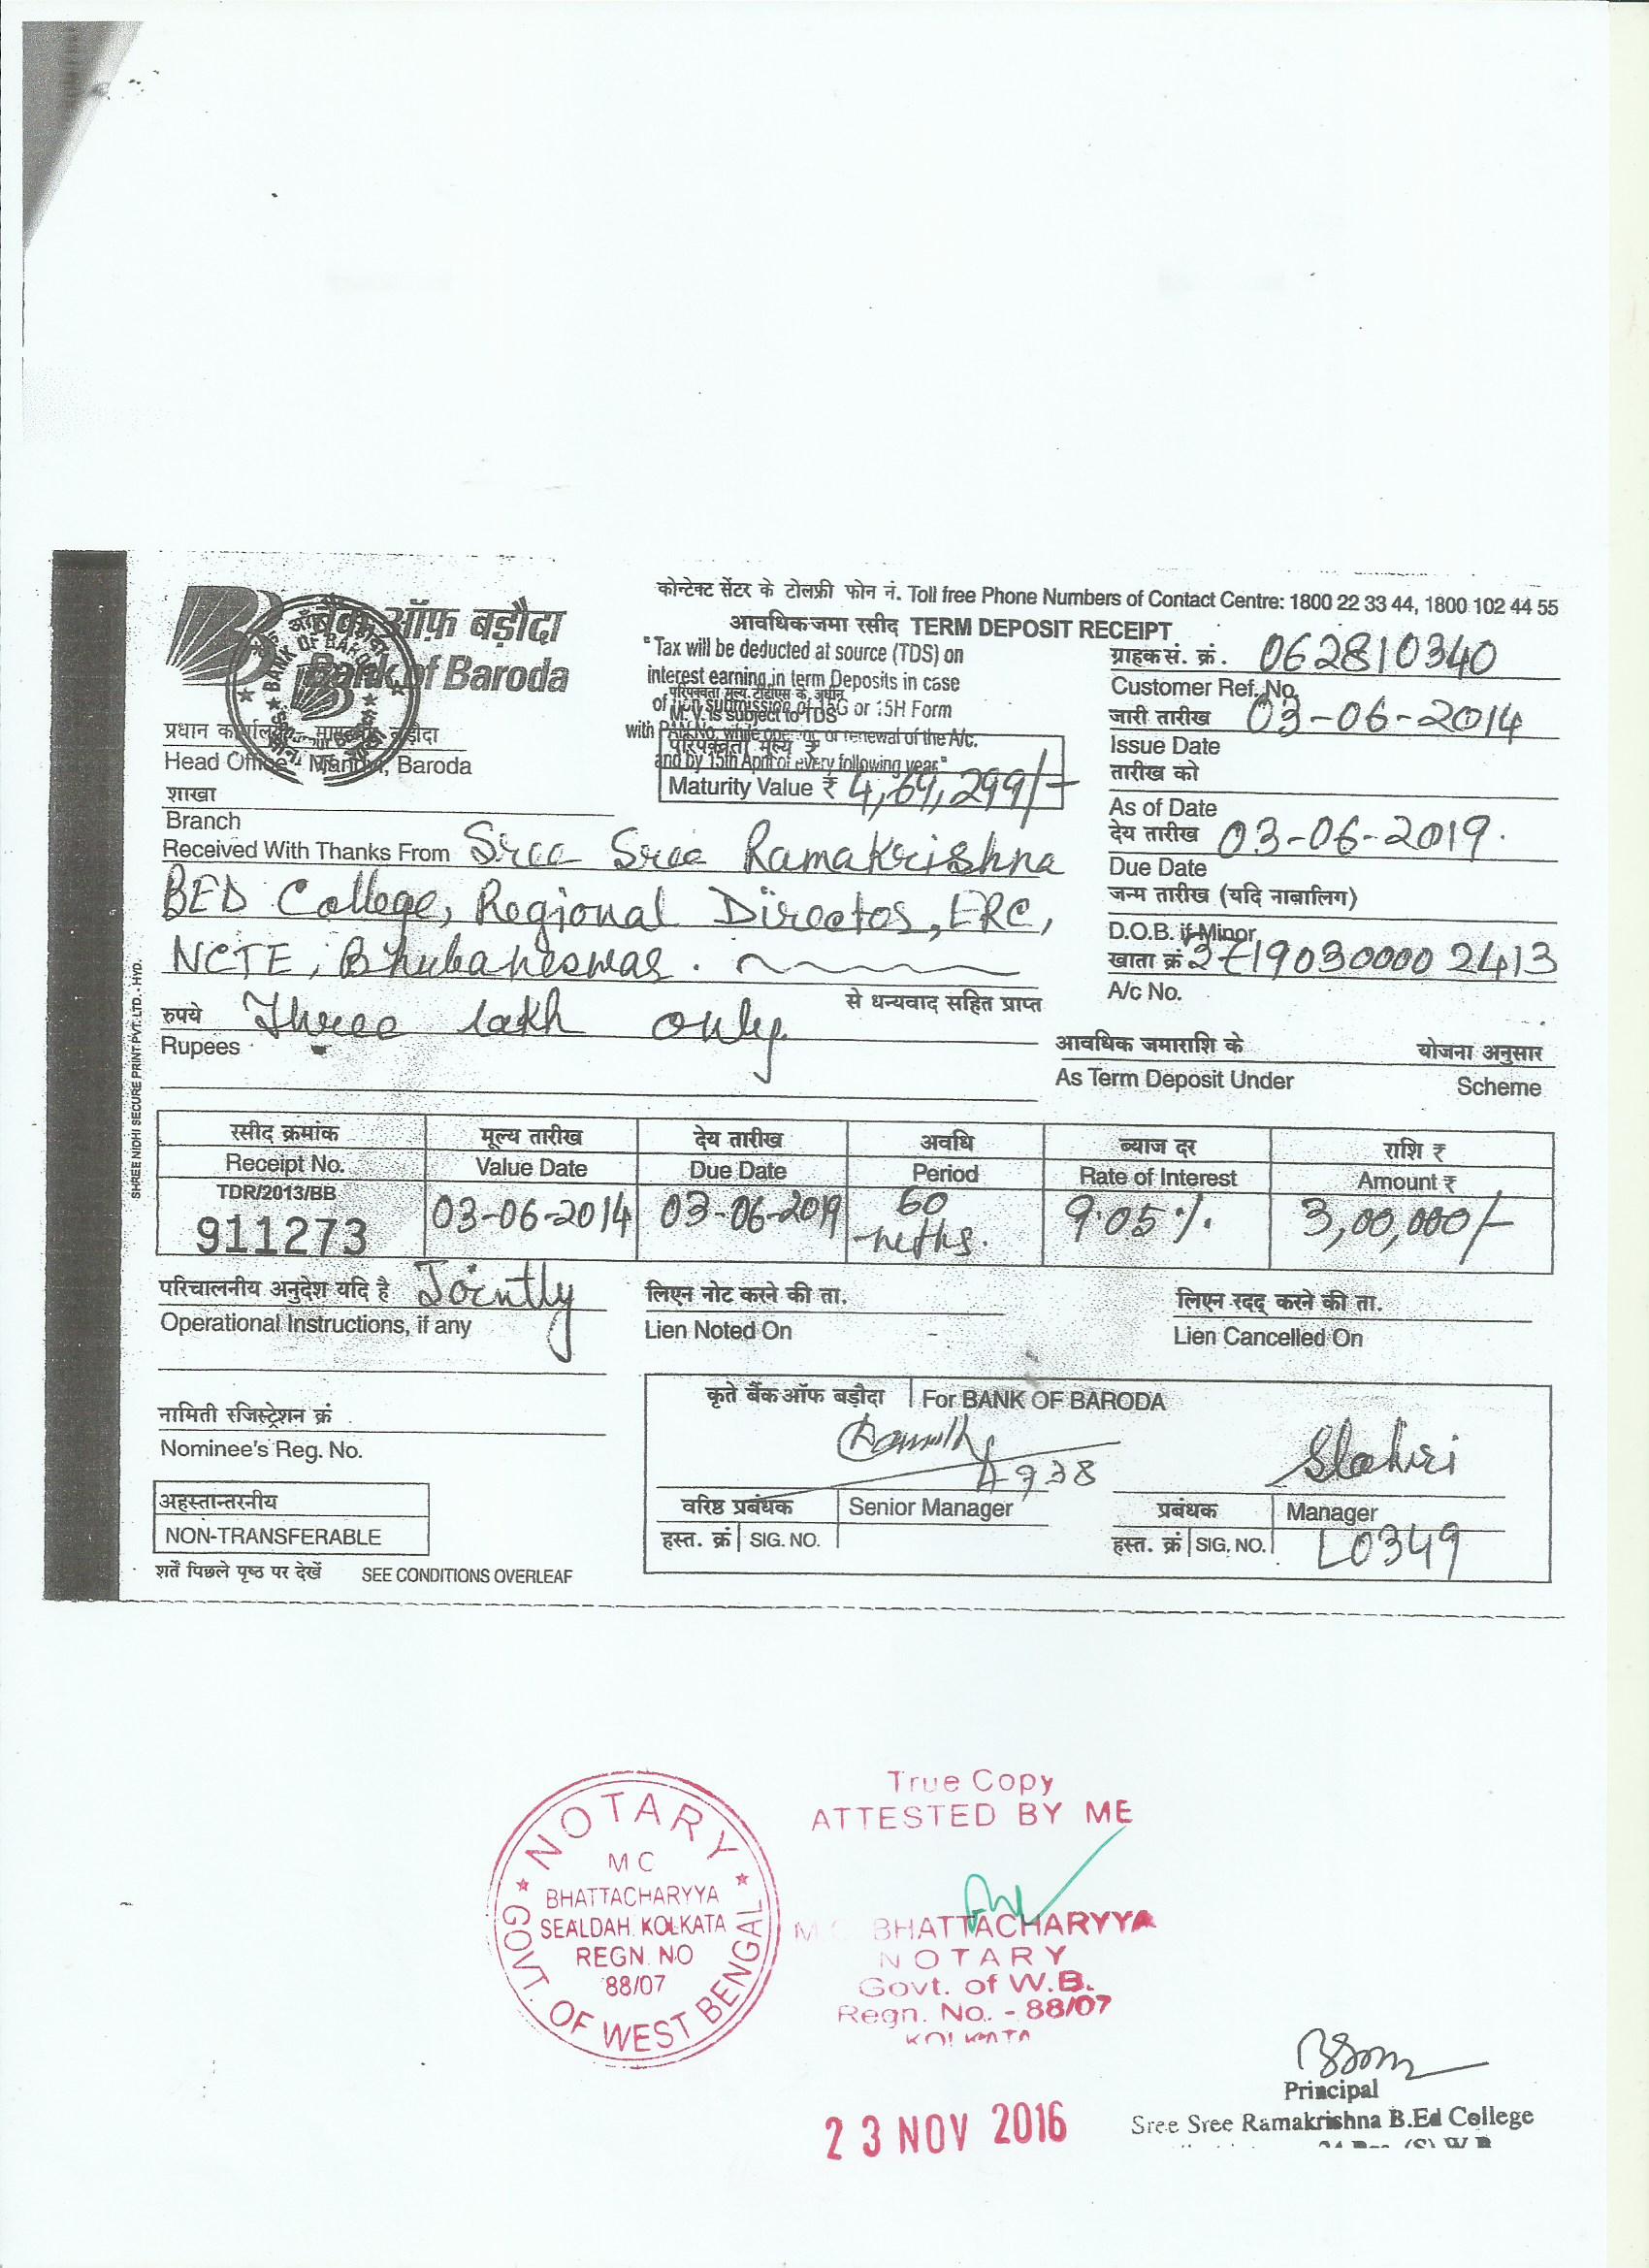 कोन्टेक्ट सेंटर के टोलफ्री फोन नं. Toll free Phone Numbers of Contact Centre: 1800 22 33 44, 1800 102 44 55
बैंक ऑफ़ बड़ौदा
Bank of Baroda
प्रधान कार्यालय माण्डवी, बड़ौदा
Head Office - Mandvi, Baroda
आवधिक जमा रसीद TERM DEPOSIT RECEIPT
"Tax will be deducted at source (TDS) on
interest earning in term Deposits in case
of non submission of 15G or 15H Form
with PAN No. while opening or renewal of the A/c.
and by 15th April of every following year."
परिपक्वता मूल्य टीडीएस के अधीन
M. V. is subject to TDS
परिपक्वता मूल्य ₹
Maturity Value ₹ 4,69,299/-
ग्राहक सं. क्रं. 062810340
Customer Ref. No.
जारी तारीख 03-06-2014
Issue Date
तारीख को
As of Date
देय तारीख 03-06-2019.
Due Date
जन्म तारीख (यदि नाबालिग)
D.O.B. if Minor
खाता क्रं 190300002413
A/c No.
शाखा
Branch
Received With Thanks From Sree Sree Ramakrishna
BED College, Regional Director, ERC,
NCTE, Bhubaneswar.
से धन्यवाद सहित प्राप्त
रुपये Three lakh only.
Rupees
आवधिक जमाराशि के योजना अनुसार
As Term Deposit Under Scheme
SHREE NIDHI SECURE PRINT PVT. LTD. - HYD.
रसीद क्रमांक मूल्य तारीख देय तारीख अवधि ब्याज दर राशि ₹
Receipt No. Value Date Due Date Period Rate of Interest Amount ₹
TDR/2013/BB
911273 03-06-2014 03-06-2019 60 mths. 9.05% 3,00,000/-
परिचालनीय अनुदेश यदि है Jointly
Operational Instructions, if any
लिएन नोट करने की ता.
Lien Noted On
लिएन रदद् करने की ता.
Lien Cancelled On
नामिती रजिस्ट्रेशन क्रं
Nominee's Reg. No.
कृते बैंक ऑफ बड़ौदा For BANK OF BARODA
वरिष्ठ प्रबंधक Senior Manager
हस्त. क्रं SIG. NO.
प्रबंधक Manager
हस्त. क्रं SIG. NO. L0349
अहस्तान्तरनीय
NON-TRANSFERABLE
शर्तें पिछले पृष्ठ पर देखें SEE CONDITIONS OVERLEAF
NOTARY
M C
BHATTACHARYYA
SEALDAH. KOLKATA
REGN. NO
88/07
GOVT. OF WEST BENGAL
True Copy
ATTESTED BY ME
M. C. BHATTACHARYYA
NOTARY
Govt. of W.B.
Regn. No. - 88/07
KOLKATA
23 NOV 2016
Principal
Sree Sree Ramakrishna B.Ed College